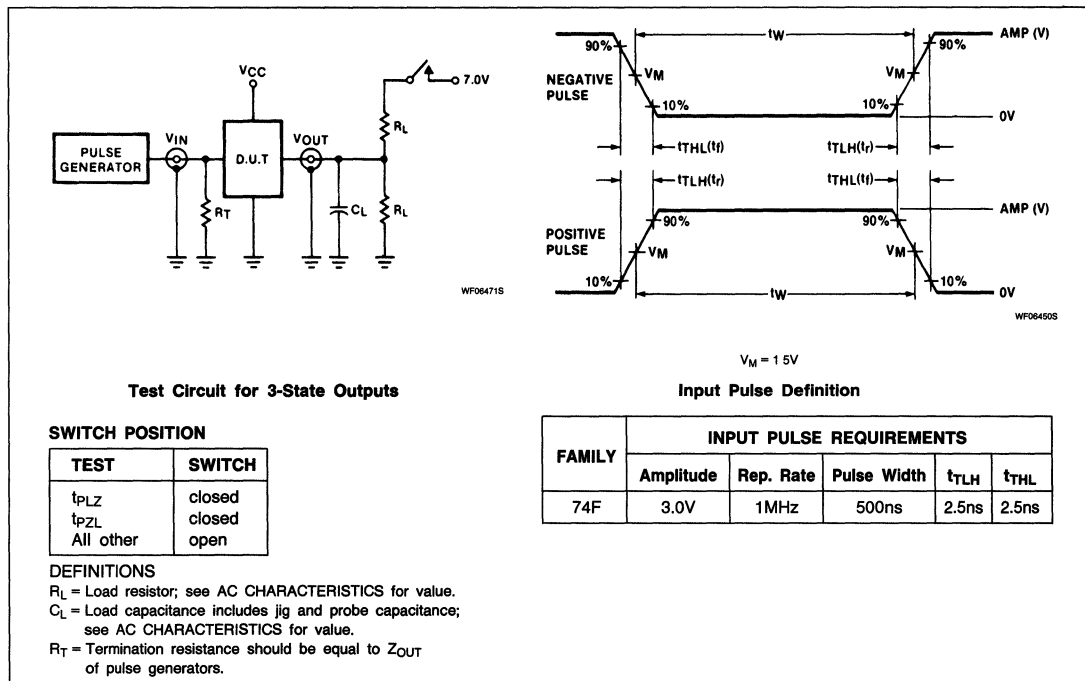 VCC
7.0V
RL
PULSE
GENERATOR
VIN
D.U.T
VOUT
RT
CL
RL
WF06471S
Test Circuit for 3-State Outputs
tW
AMP (V)
90%
90%
NEGATIVE
PULSE
VM
VM
10%
10%
0V
tTHL(tf)
tTLH(tr)
tTLH(tr)
tTHL(tf)
AMP (V)
90%
90%
POSITIVE
PULSE
VM
VM
10%
10%
tW
0V
WF06450S
VM = 1 5V
Input Pulse Definition
SWITCH POSITION
TEST SWITCH
tPLZ closed
tPZL closed
All other open
DEFINITIONS
RL = Load resistor; see AC CHARACTERISTICS for value.
CL = Load capacitance includes jig and probe capacitance;
see AC CHARACTERISTICS for value.
RT = Termination resistance should be equal to ZOUT
of pulse generators.
FAMILY INPUT PULSE REQUIREMENTS
Amplitude Rep. Rate Pulse Width tTLH tTHL
74F 3.0V 1MHz 500ns 2.5ns 2.5ns